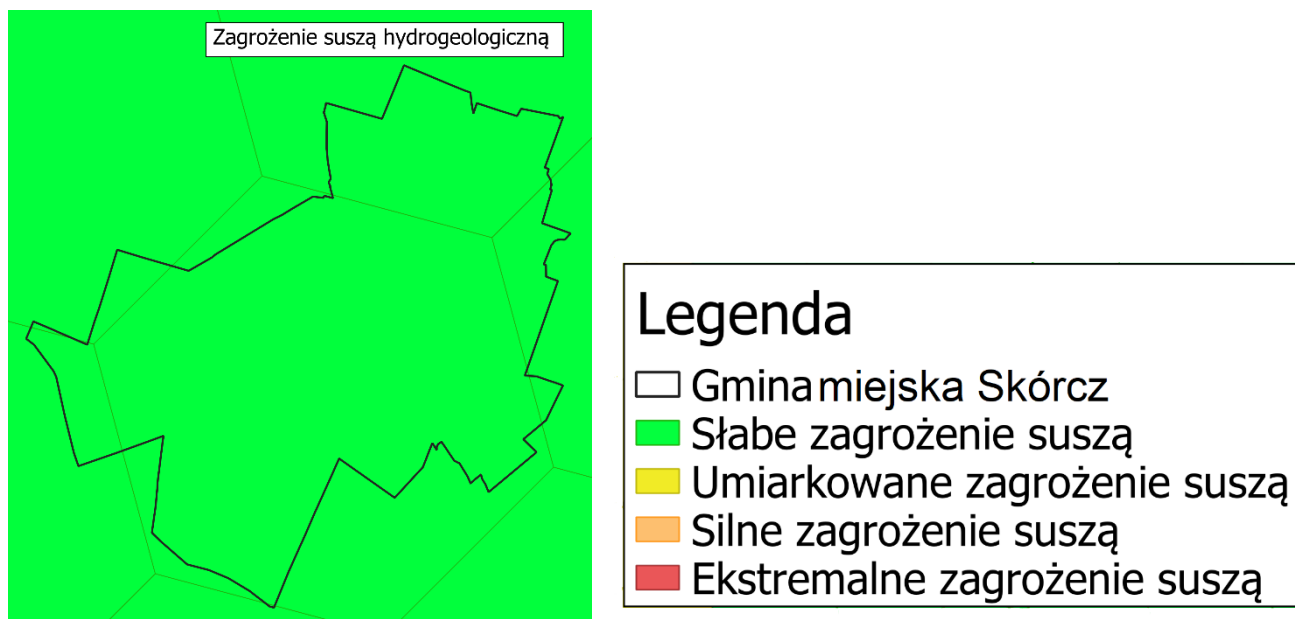 Zagrożenie suszą hydrogeologiczną
Legenda
Gmina miejska Skórcz
Słabe zagrożenie suszą
Umiarkowane zagrożenie suszą
Silne zagrożenie suszą
Ekstremalne zagrożenie suszą